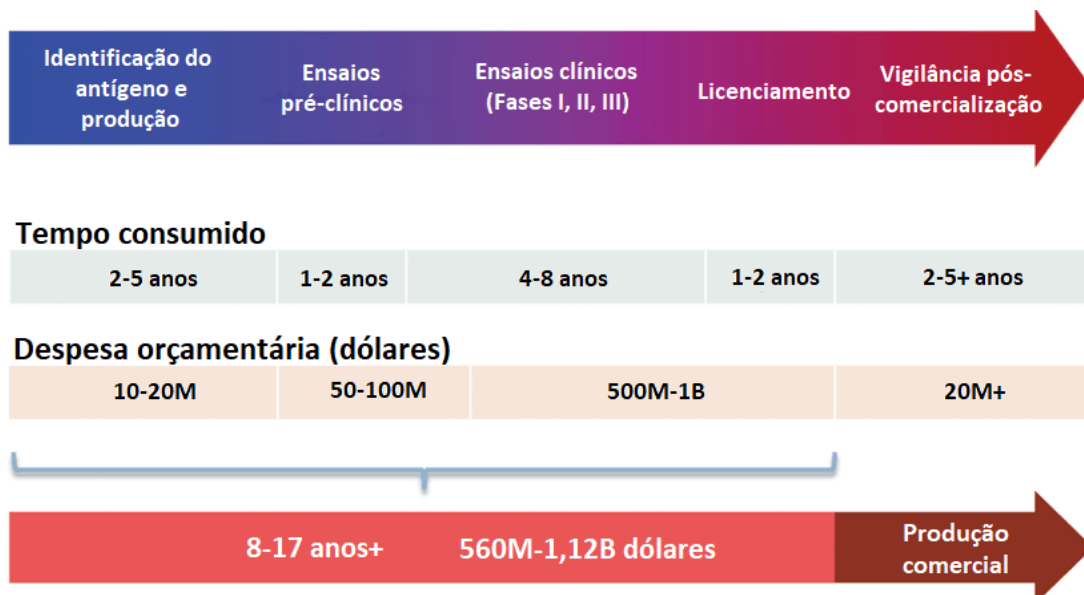 Identificação do
antígeno e
produção
Ensaios
pré-clínicos
Ensaios clínicos
(Fases I, II, III)
Licenciamento
Vigilância pós-
comercialização
Tempo consumido
2-5 anos
1-2 anos
4-8 anos
1-2 anos
2-5+ anos
Despesa orçamentária (dólares)
10-20M
50-100M
500M-1B
20M+
8-17 anos+
560M-1,12B dólares
Produção
comercial